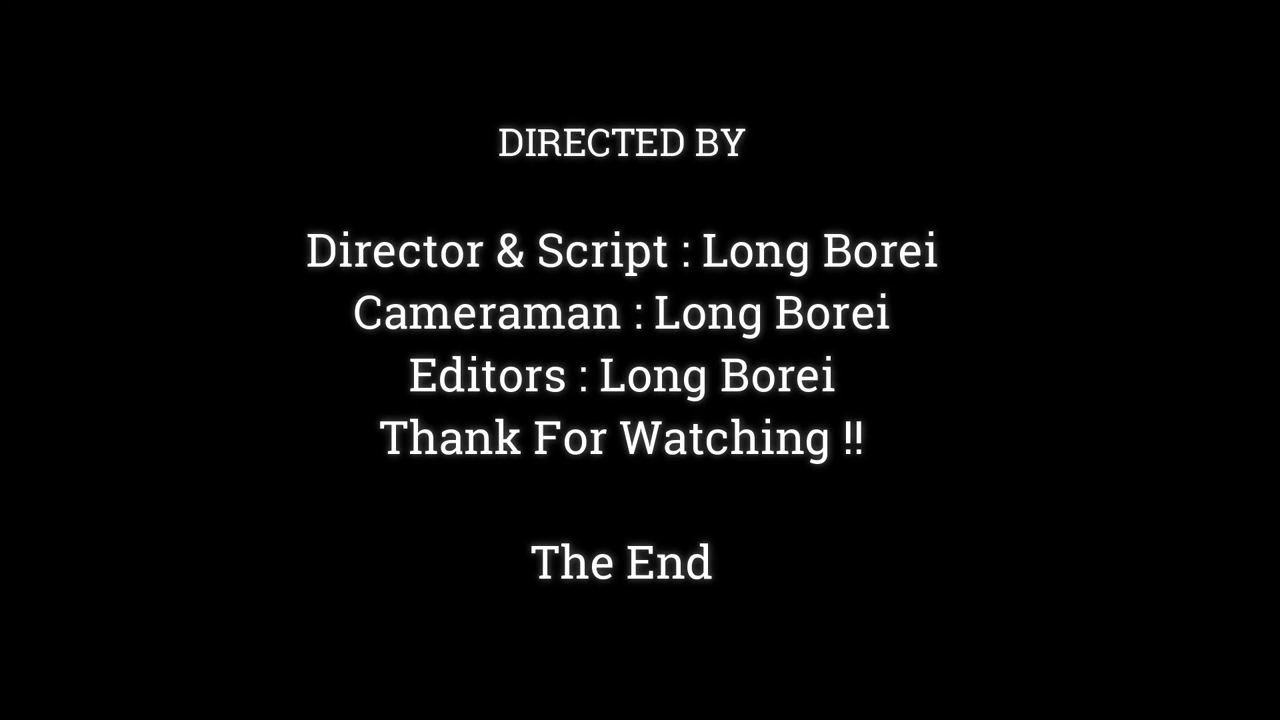 DIRECTED BY
Director & Script : Long Borei
Cameraman : Long Borei
Editors : Long Borei
Thank For Watching !!
The End